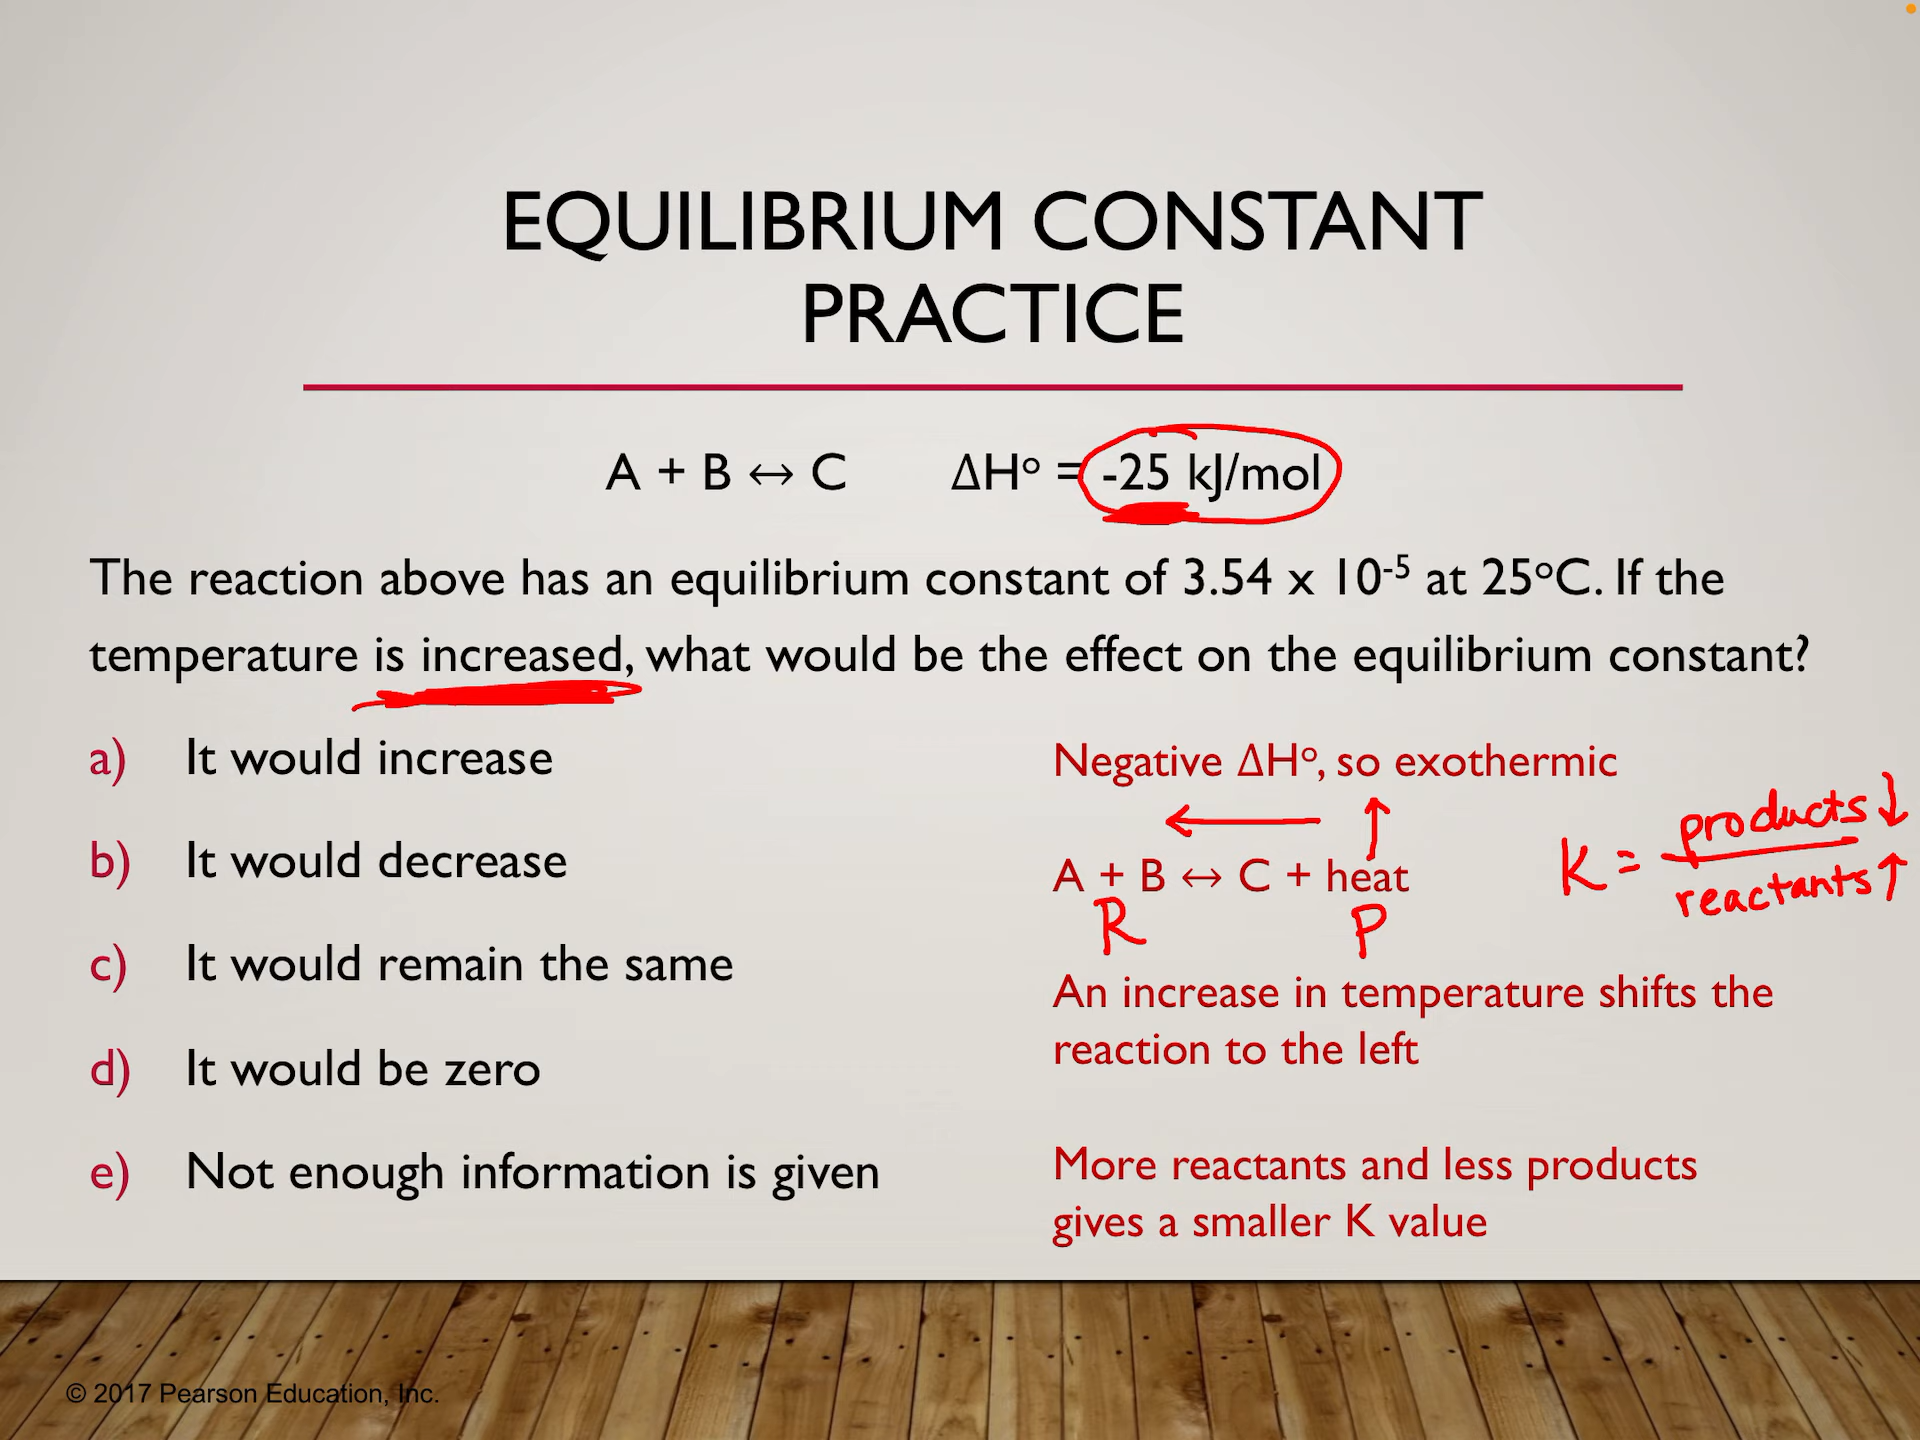 EQUILIBRIUM CONSTANT
PRACTICE
A + B ↔ C ΔHº = -25 kJ/mol
The reaction above has an equilibrium constant of 3.54 x 10⁻⁵ at 25ºC. If the
temperature is increased, what would be the effect on the equilibrium constant?
a) It would increase
b) It would decrease
c) It would remain the same
d) It would be zero
e) Not enough information is given
Negative ΔHº, so exothermic
← ↑
A + B ↔ C + heat
R P
K = products↓
reactants↑
An increase in temperature shifts the
reaction to the left
More reactants and less products
gives a smaller K value
© 2017 Pearson Education, Inc.